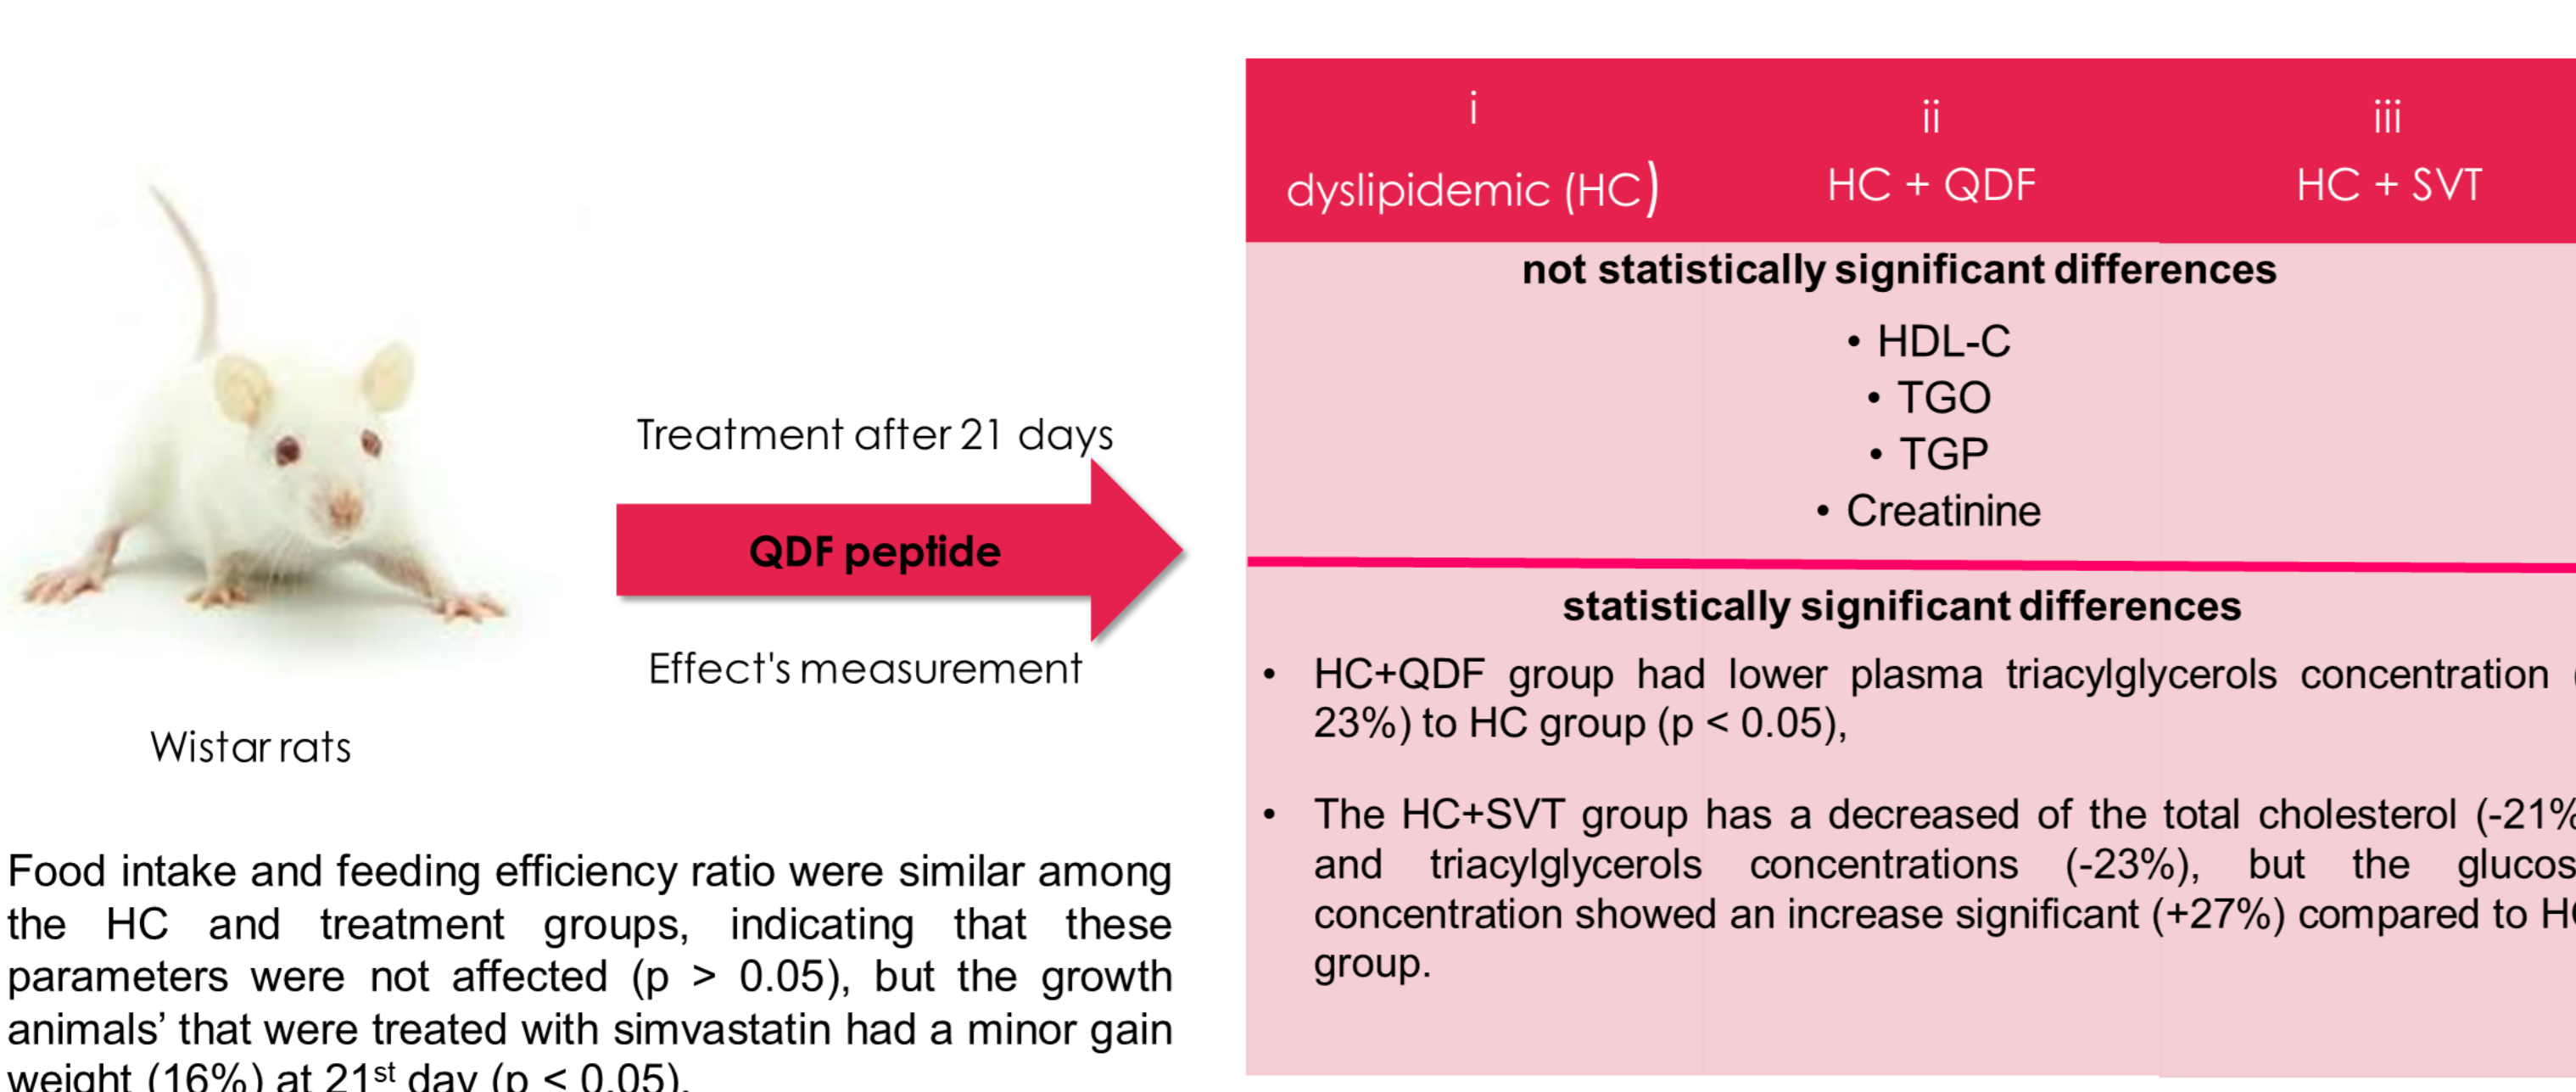 Treatment after 21 days
QDF peptide
Effect's measurement
Wistar rats
Food intake and feeding efficiency ratio were similar among
the HC and treatment groups, indicating that these
parameters were not affected (p > 0.05), but the growth
animals’ that were treated with simvastatin had a minor gain
weight (16%) at 21st day (p < 0.05).
i
dyslipidemic (HC)
ii
HC + QDF
iii
HC + SVT
not statistically significant differences
• HDL-C
• TGO
• TGP
• Creatinine
statistically significant differences
• HC+QDF group had lower plasma triacylglycerols concentration (
23%) to HC group (p < 0.05),
• The HC+SVT group has a decreased of the total cholesterol (-21%
and triacylglycerols concentrations (-23%), but the glucos
concentration showed an increase significant (+27%) compared to HC
group.